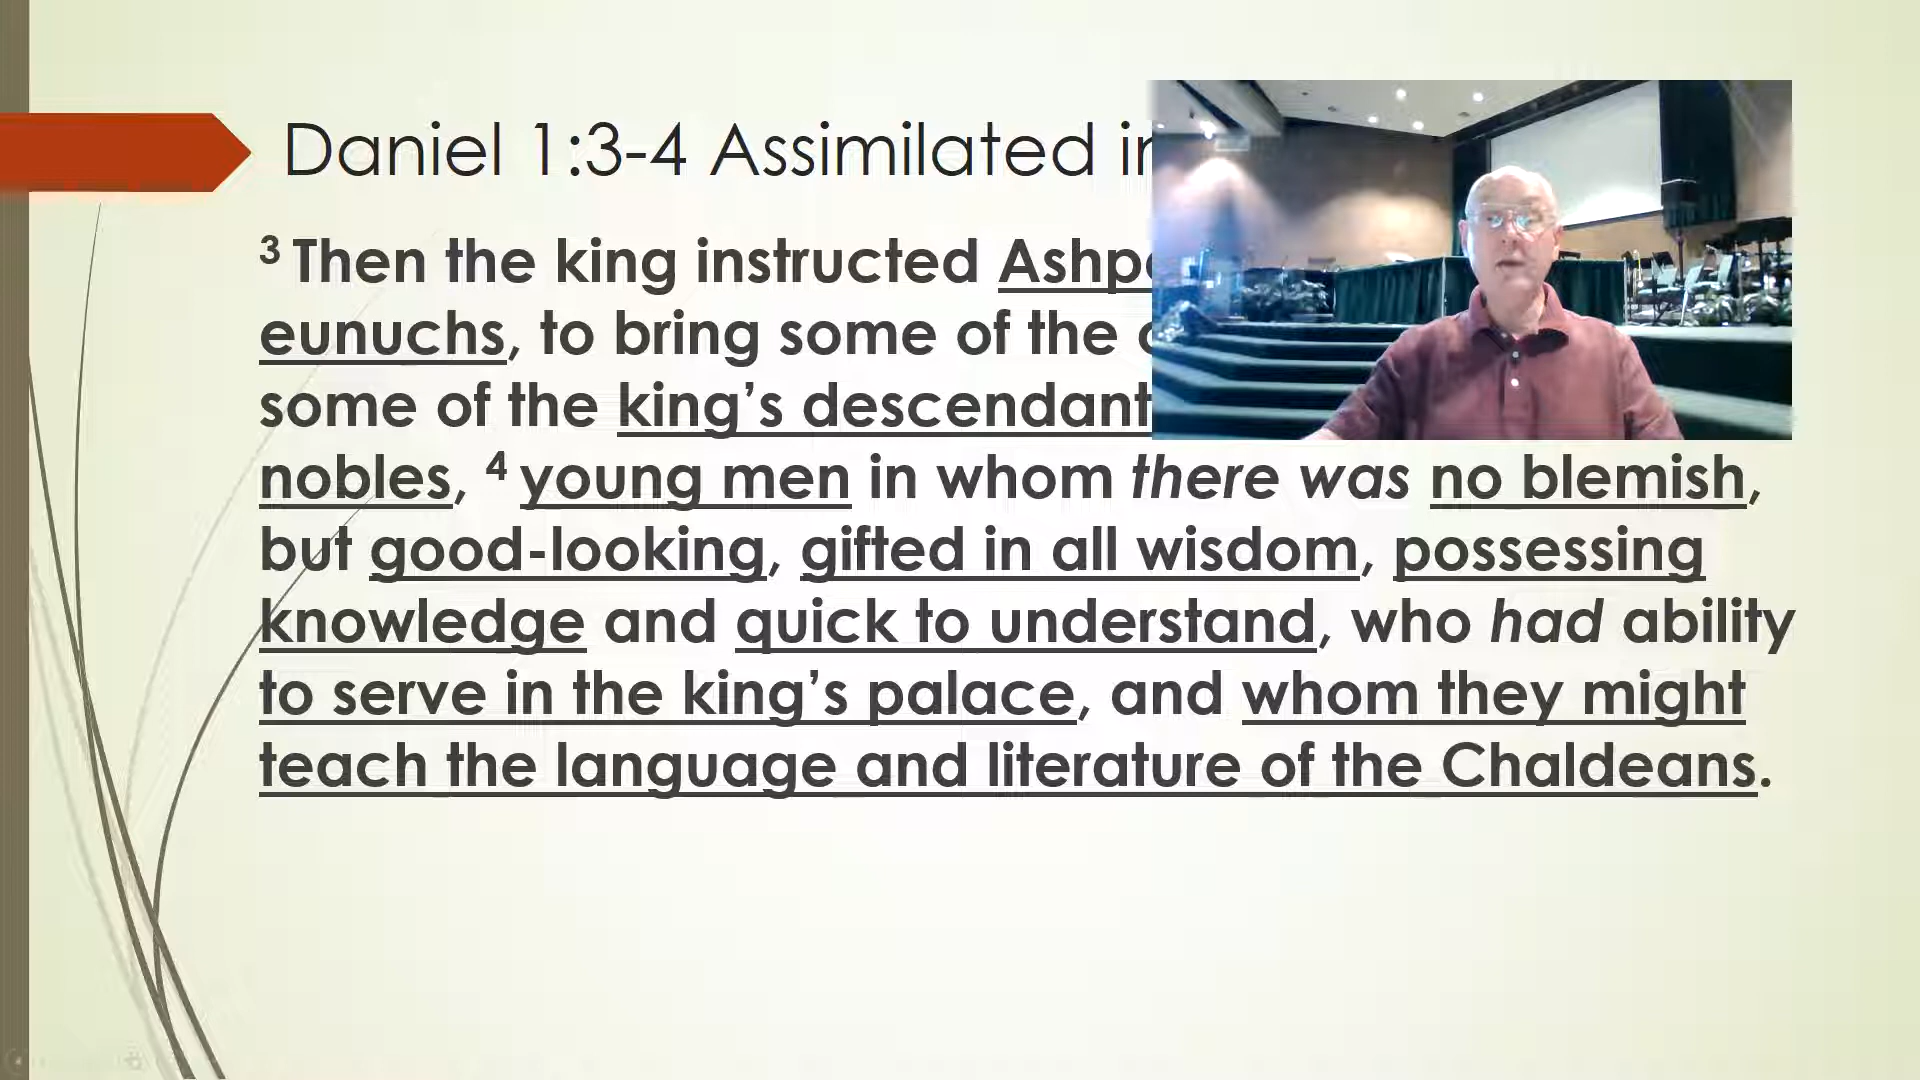 Daniel 1:3-4 Assimilated
3 Then the king instructed
eunuchs, to bring some of the
some of the king's
nobles, 4 young men in whom there was no blemish,
but good-looking, gifted in all wisdom, possessing
knowledge and quick to understand, who had ability
to serve in the king's palace, and whom they might
teach the language and literature of the Chaldeans.